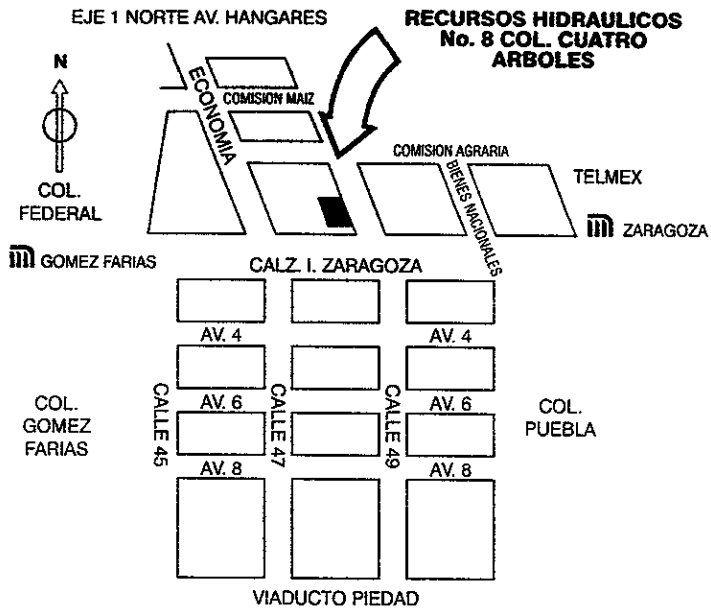 EJE 1 NORTE AV. HANGARES
RECURSOS HIDRAULICOS
No. 8 COL. CUATRO
ARBOLES
N
ECONOMIA
COMISION MAIZ
COMISION AGRARIA
BIENES NACIONALES
TELMEX
COL.
FEDERAL
ZARAGOZA
GOMEZ FARIAS
CALZ. I. ZARAGOZA
AV. 4
AV. 4
CALLE 45
CALLE 47
CALLE 49
COL.
GOMEZ
FARIAS
AV. 6
AV. 6
COL.
PUEBLA
AV. 8
AV. 8
VIADUCTO PIEDAD